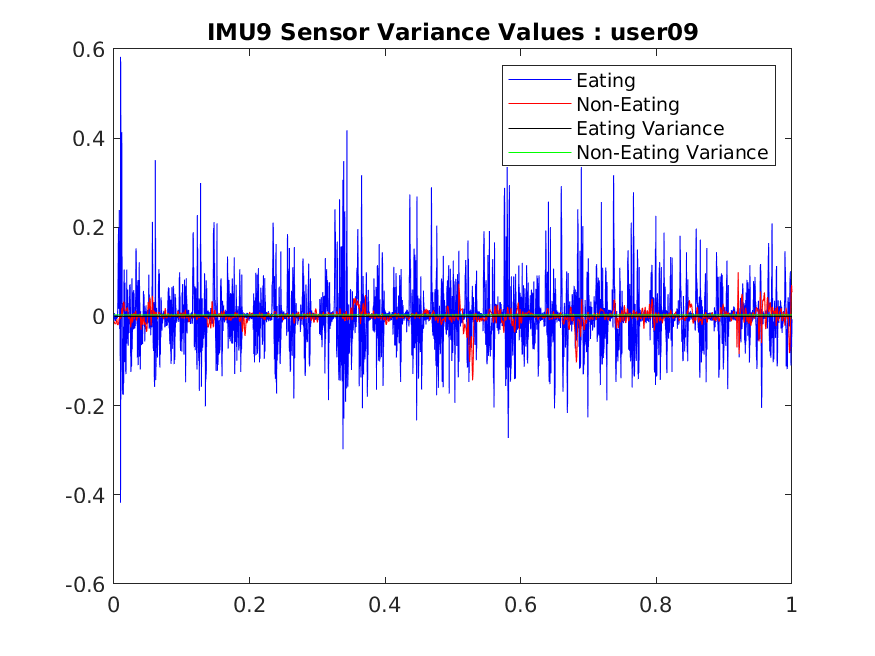 IMU9 Sensor Variance Values : user09
Eating
Non-Eating
Eating Variance
Non-Eating Variance
0.6
0.4
0.2
0
-0.2
-0.4
-0.6
0 0.2 0.4 0.6 0.8 1